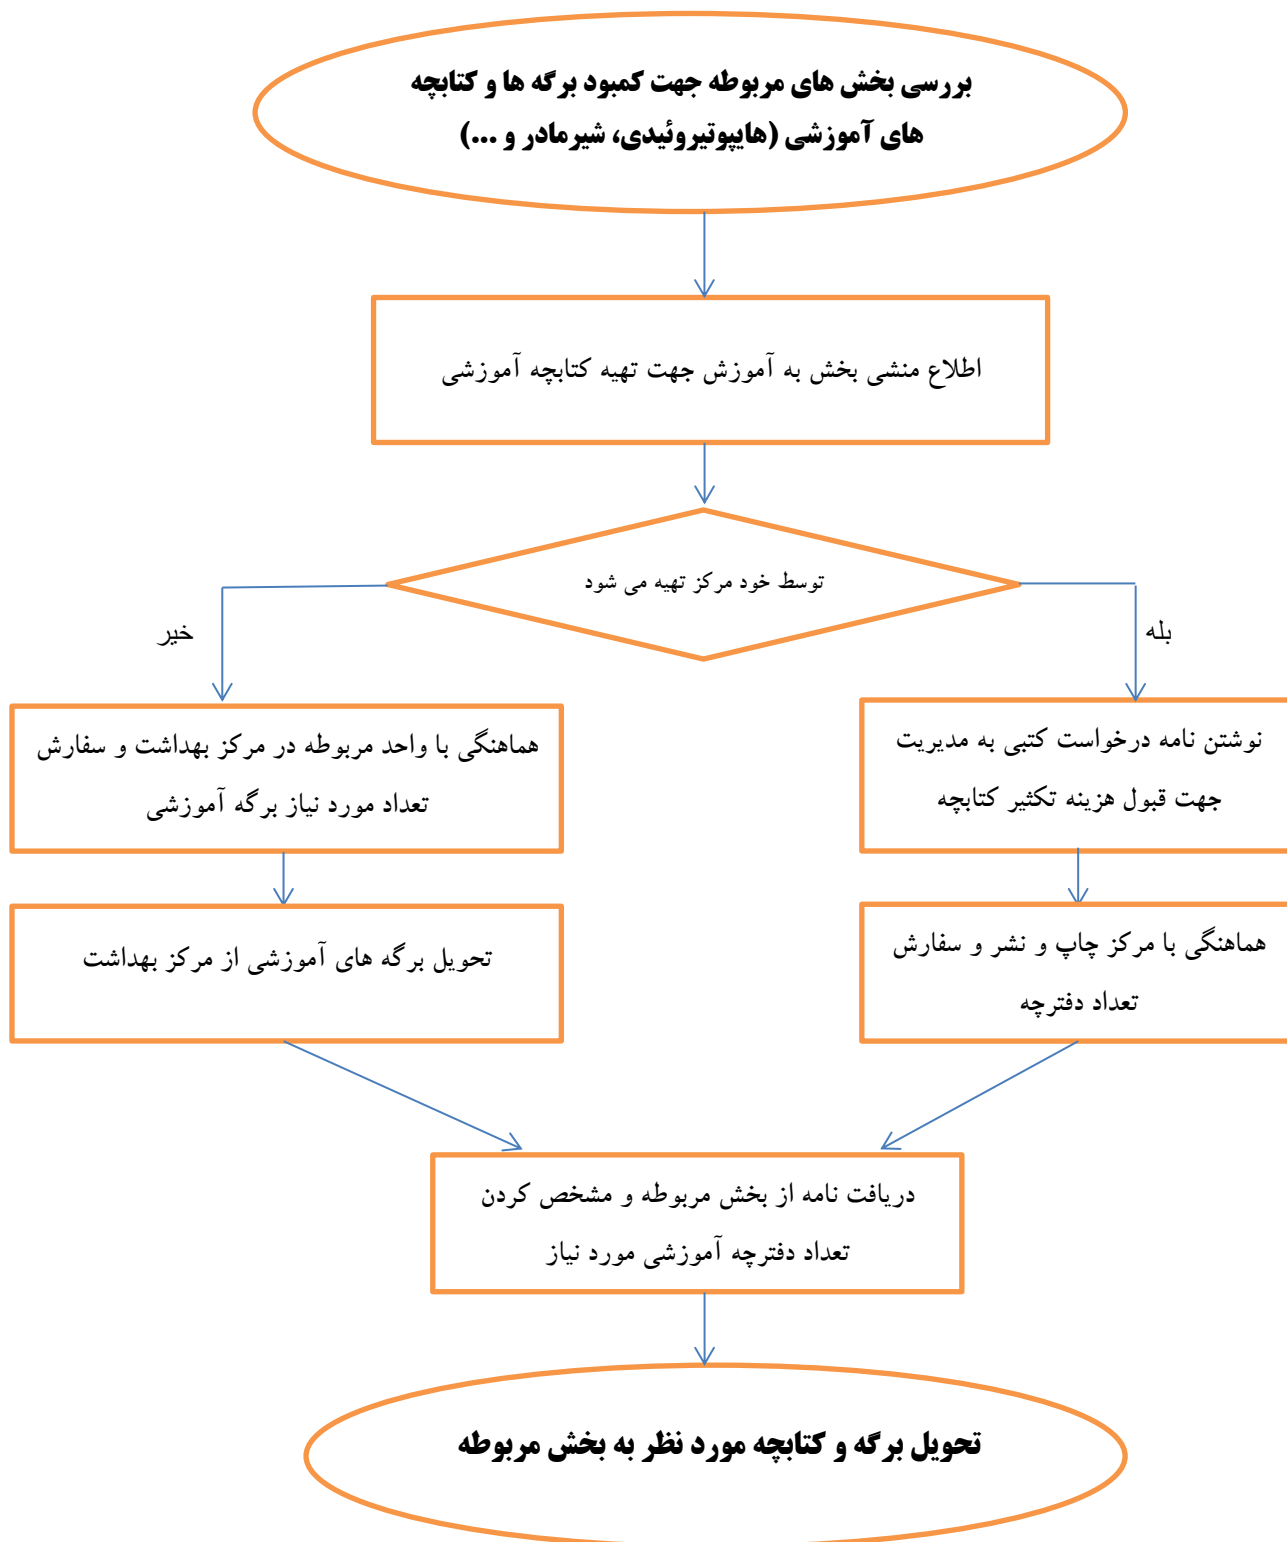 بررسی بخش های مربوطه جهت کمبود برگه ها و کتابچه
های آموزشی (هایپوتیروئیدی، شیرمادر و ...)
اطلاع منشی بخش به آموزش جهت تهیه کتابچه آموزشی
توسط خود مرکز تهیه می شود
بله
خیر
نوشتن نامه درخواست کتبی به مدیریت
جهت قبول هزینه تکثیر کتابچه
هماهنگی با واحد مربوطه در مرکز بهداشت و سفارش
تعداد مورد نیاز برگه آموزشی
هماهنگی با مرکز چاپ و نشر و سفارش
تعداد دفترچه
تحویل برگه های آموزشی از مرکز بهداشت
دریافت نامه از بخش مربوطه و مشخص کردن
تعداد دفترچه آموزشی مورد نیاز
تحویل برگه و کتابچه مورد نظر به بخش مربوطه